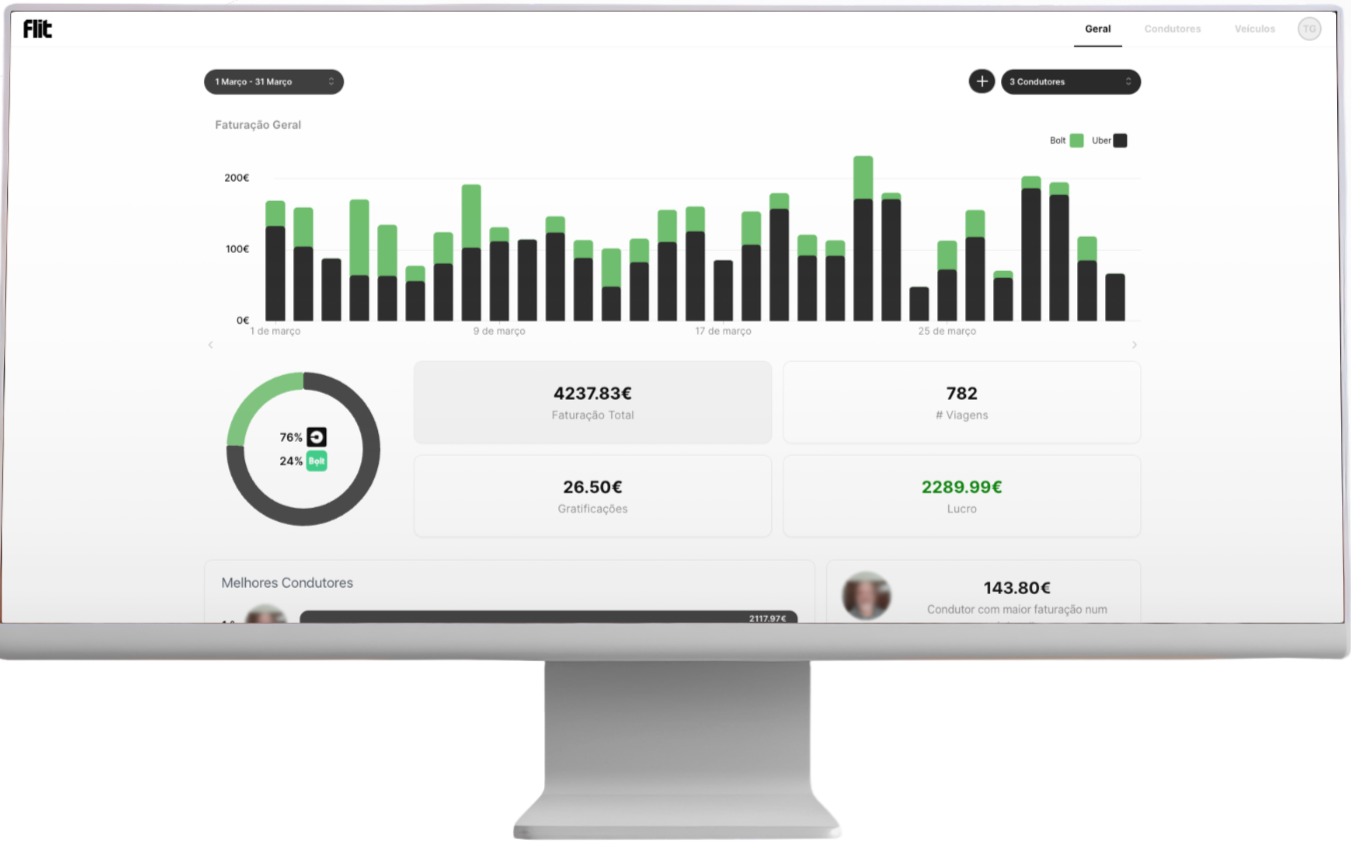 Flit
Geral
Condutores
Veículos
TG
1 Março - 31 Março
3 Condutores
Faturação Geral
Bolt
Uber
200€
100€
0€
1 de março
9 de março
17 de março
25 de março
76%
24% Bolt
4237.83€
Faturação Total
782
# Viagens
26.50€
Gratificações
2289.99€
Lucro
Melhores Condutores
2117.97€
143.80€
Condutor com maior faturação num